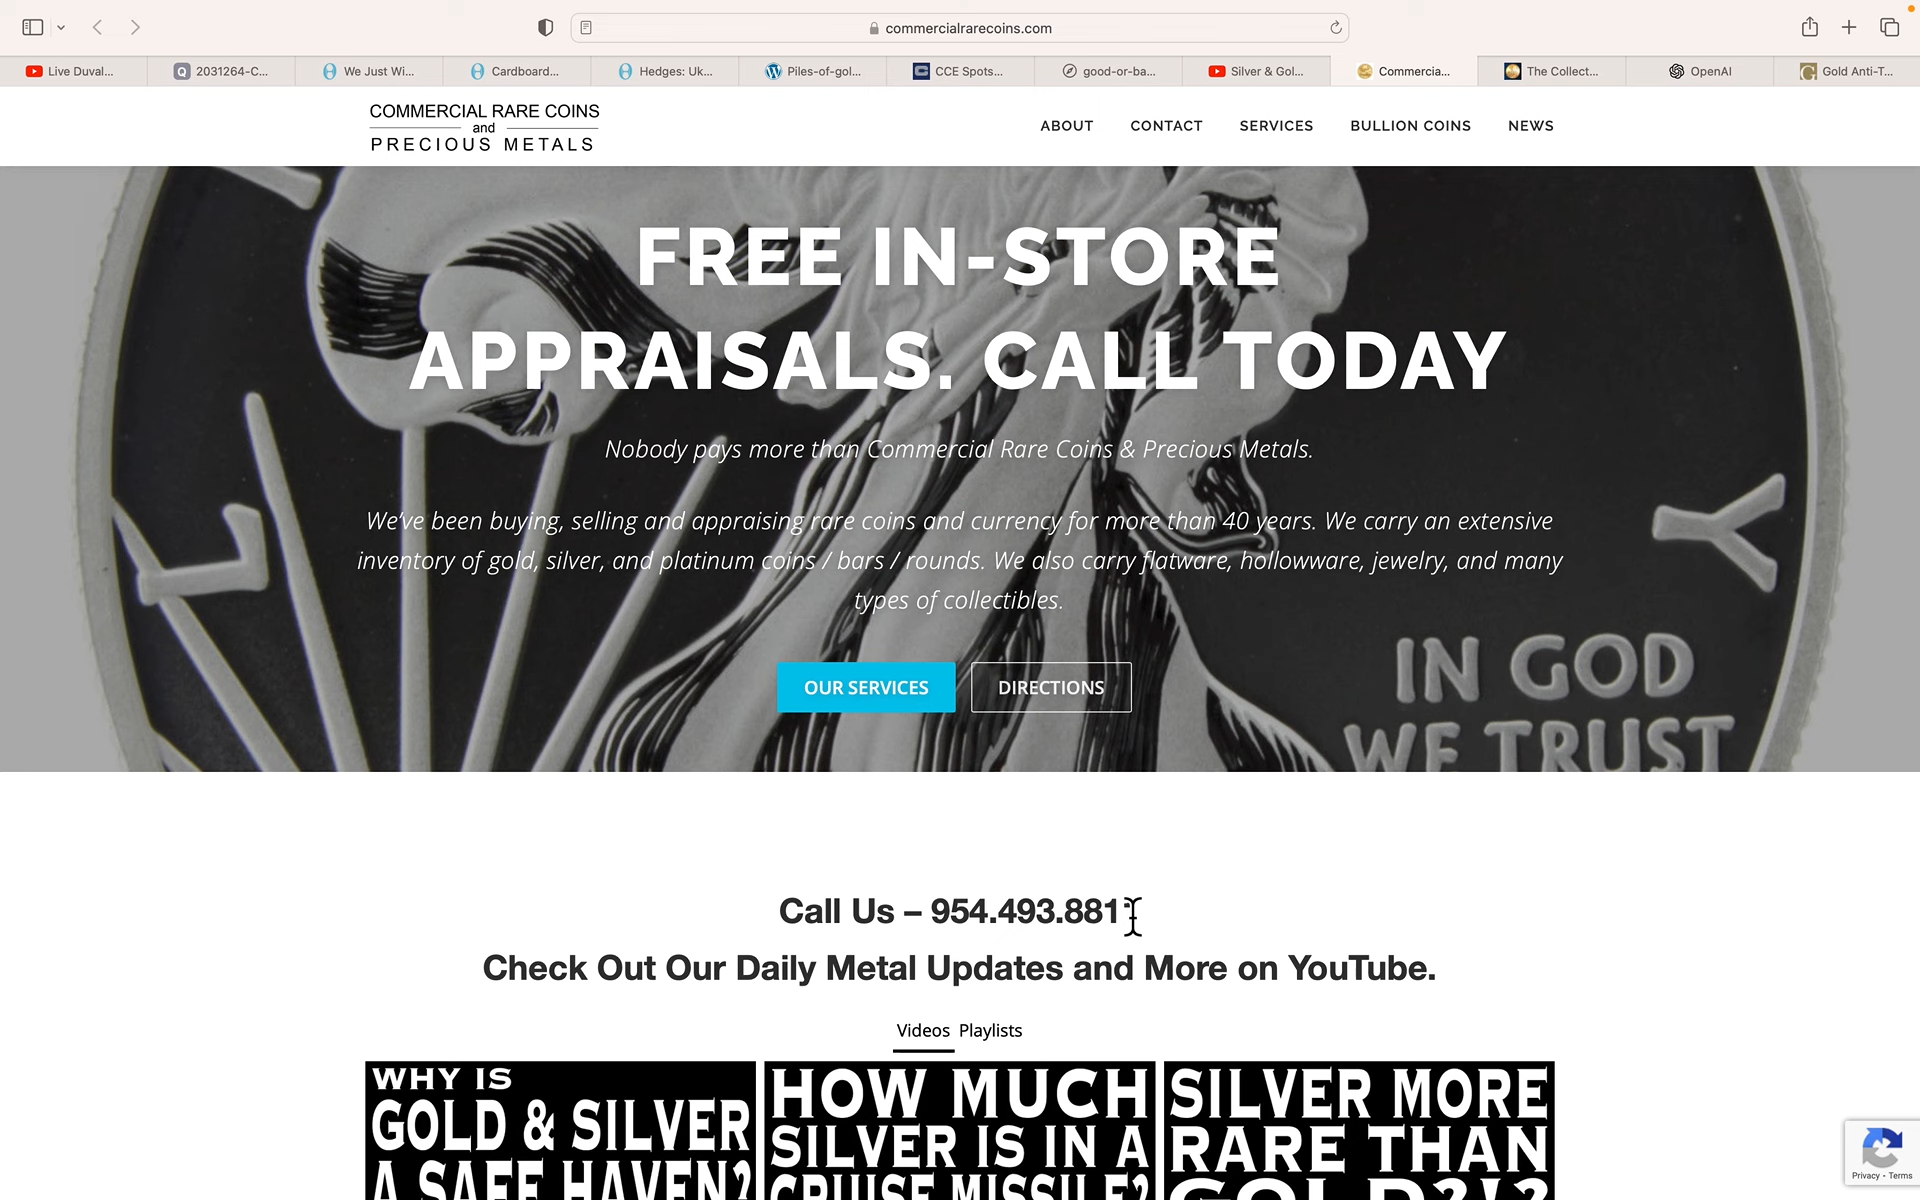 commercialrarecoins.com
Live Duval...
2031264-C...
We Just Wi...
Cardboard...
Hedges: Uk...
Piles-of-gol...
CCE Spots...
good-or-ba...
Silver & Gol...
Commercia...
The Collect...
OpenAI
Gold Anti-T...
COMMERCIAL RARE COINS
and
PRECIOUS METALS
ABOUT
CONTACT
SERVICES
BULLION COINS
NEWS
FREE IN-STORE
APPRAISALS. CALL TODAY
Nobody pays more than Commercial Rare Coins & Precious Metals.
We've been buying, selling and appraising rare coins and currency for more than 40 years. We carry an extensive
inventory of gold, silver, and platinum coins / bars / rounds. We also carry flatware, hollowware, jewelry, and many
types of collectibles.
OUR SERVICES
DIRECTIONS
L
Y
IN GOD
WE TRUST
Call Us – 954.493.881
Check Out Our Daily Metal Updates and More on YouTube.
Videos
Playlists
WHY IS
GOLD & SILVER
A SAFE HAVEN?
HOW MUCH
SILVER IS IN A
CRUISE MISSILE?
SILVER MORE
RARE THAN
GOLD?!?
Privacy - Terms